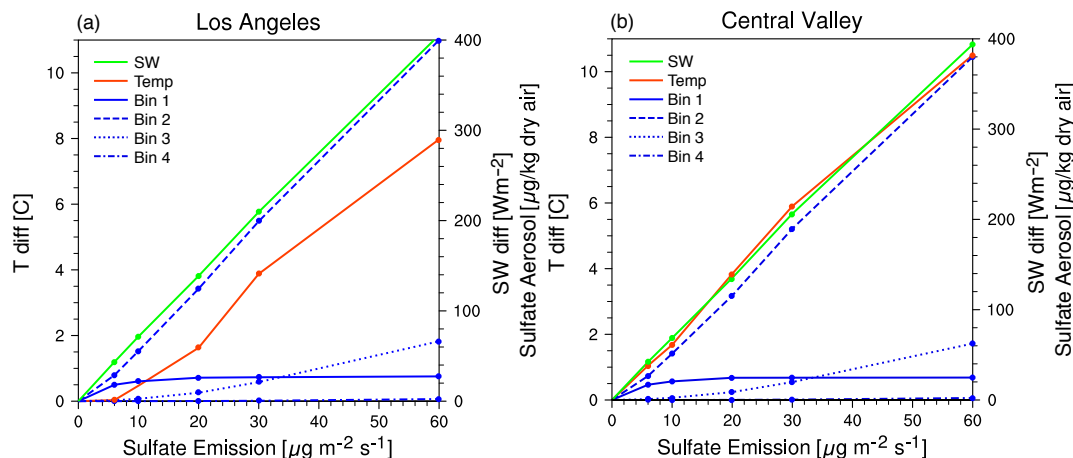 (a) Los Angeles
SW
Temp
Bin 1
Bin 2
Bin 3
Bin 4
10
8
6
4
2
0
T diff [C]
400
300
200
100
0
SW diff [Wm-2]
Sulfate Aerosol [µg/kg dry air]
0 10 20 30 40 50 60
Sulfate Emission [µg m-2 s-1]
(b) Central Valley
SW
Temp
Bin 1
Bin 2
Bin 3
Bin 4
10
8
6
4
2
0
T diff [C]
400
300
200
100
0
SW diff [Wm-2]
Sulfate Aerosol [µg/kg dry air]
0 10 20 30 40 50 60
Sulfate Emission [µg m-2 s-1]